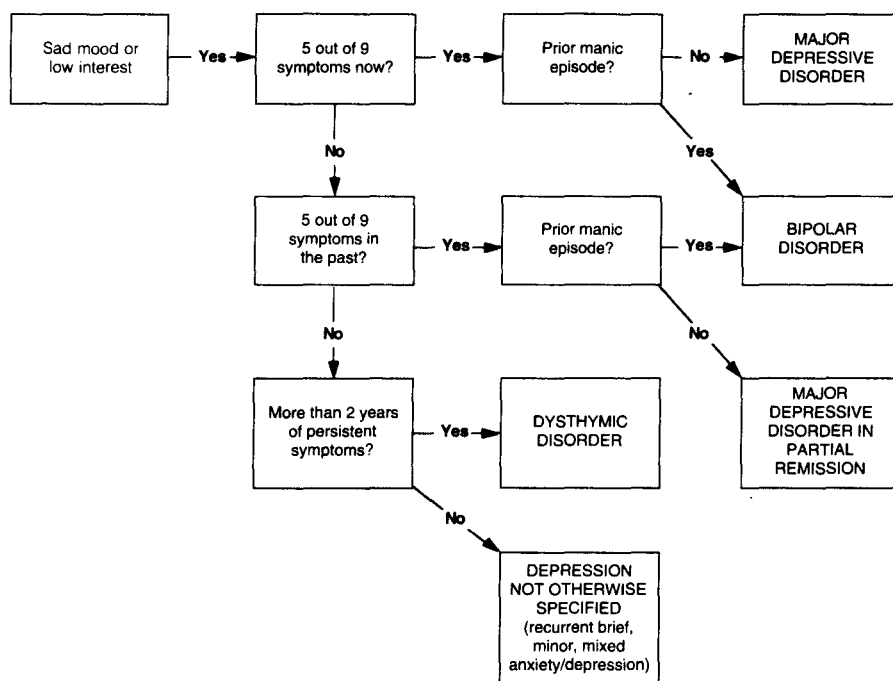 Sad mood or
low interest
Yes
5 out of 9
symptoms now?
Yes
Prior manic
episode?
No
MAJOR
DEPRESSIVE
DISORDER
No
Yes
5 out of 9
symptoms in
the past?
Yes
Prior manic
episode?
Yes
BIPOLAR
DISORDER
No
No
More than 2 years
of persistent
symptoms?
Yes
DYSTHYMIC
DISORDER
MAJOR
DEPRESSIVE
DISORDER IN
PARTIAL
REMISSION
No
DEPRESSION
NOT OTHERWISE
SPECIFIED
(recurrent brief,
minor, mixed
anxiety/depression)